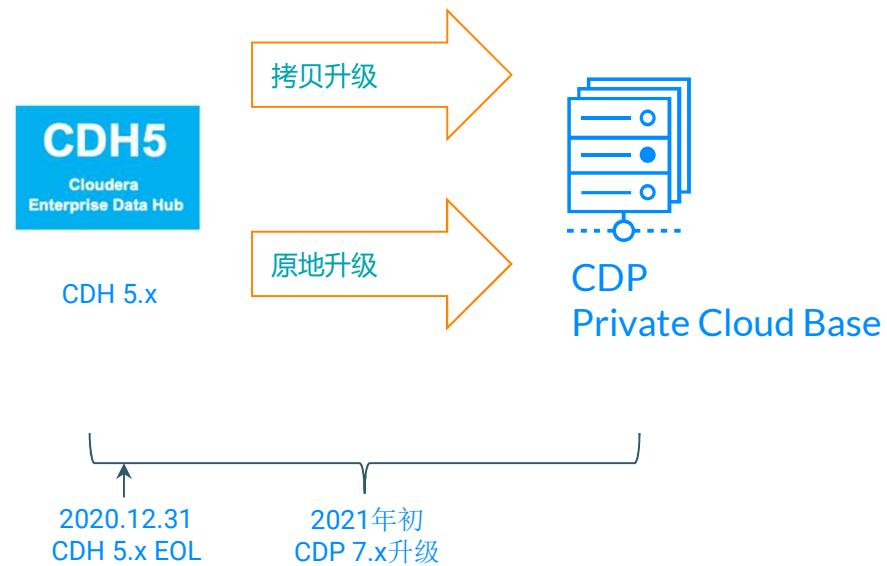 拷贝升级
CDH5
Cloudera
Enterprise Data Hub
原地升级
CDH 5.x
CDP
Private Cloud Base
2020.12.31
CDH 5.x EOL
2021年初
CDP 7.x升级